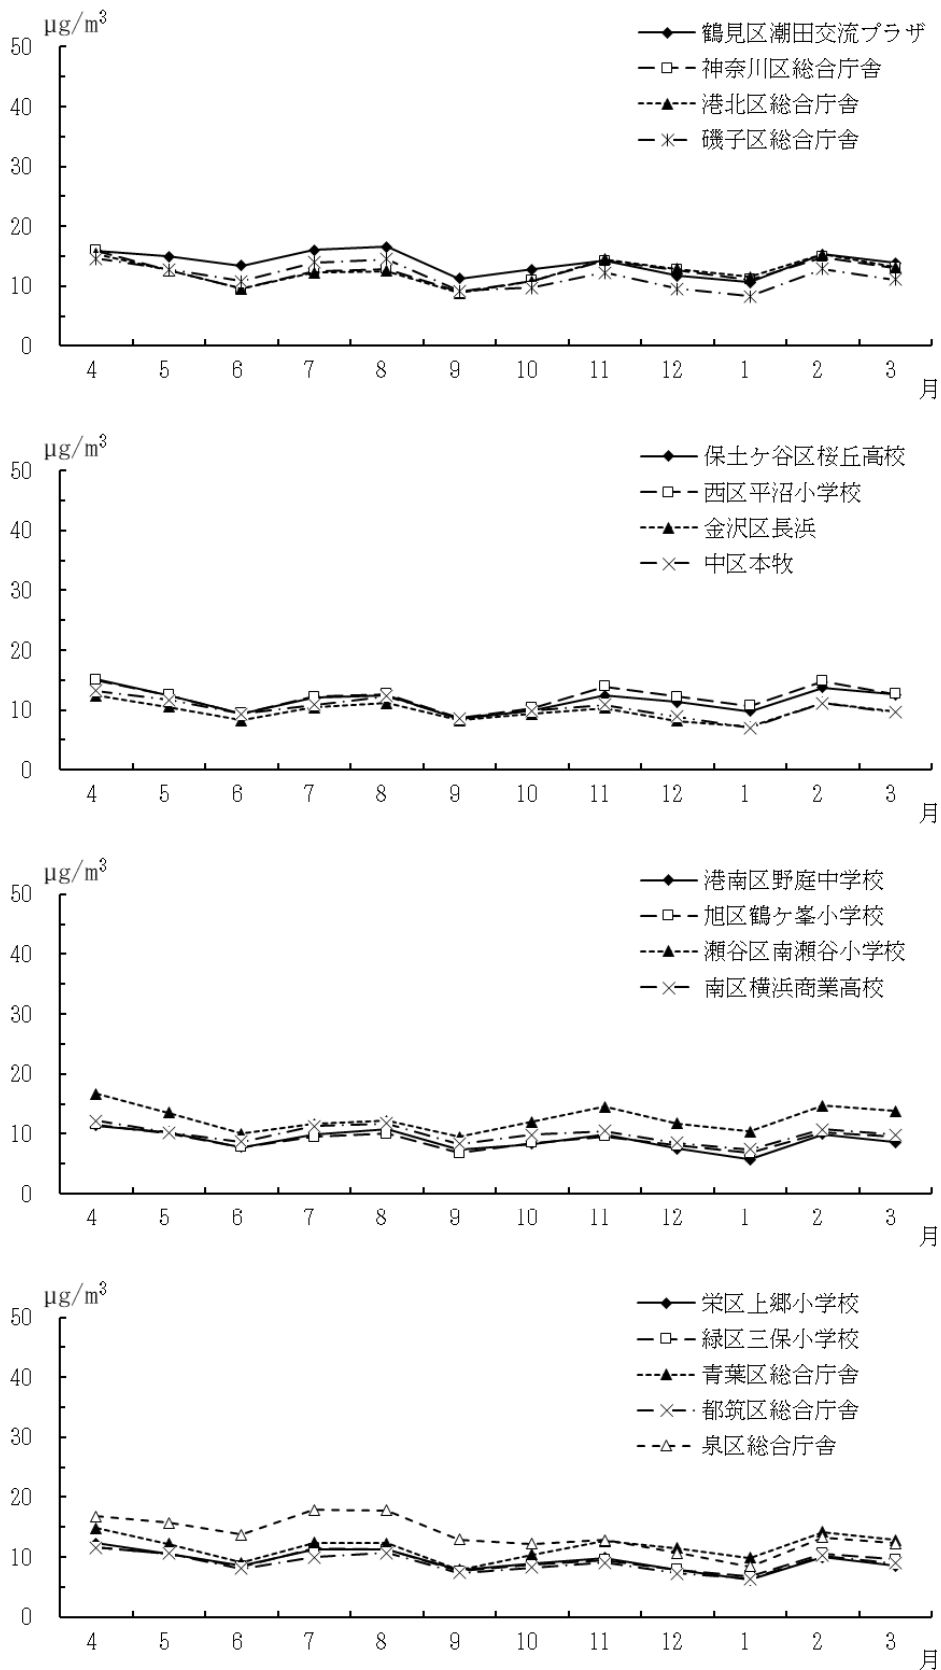 µg/m³
50
40
30
20
10
0
鶴見区潮田交流プラザ
神奈川区総合庁舎
港北区総合庁舎
磯子区総合庁舎
4 5 6 7 8 9 10 11 12 1 2 3
月
µg/m³
50
40
30
20
10
0
保土ケ谷区桜丘高校
西区平沼小学校
金沢区長浜
中区本牧
4 5 6 7 8 9 10 11 12 1 2 3
月
µg/m³
50
40
30
20
10
0
港南区野庭中学校
旭区鶴ケ峯小学校
瀬谷区南瀬谷小学校
南区横浜商業高校
4 5 6 7 8 9 10 11 12 1 2 3
月
µg/m³
50
40
30
20
10
0
栄区上郷小学校
緑区三保小学校
青葉区総合庁舎
都筑区総合庁舎
泉区総合庁舎
4 5 6 7 8 9 10 11 12 1 2 3
月